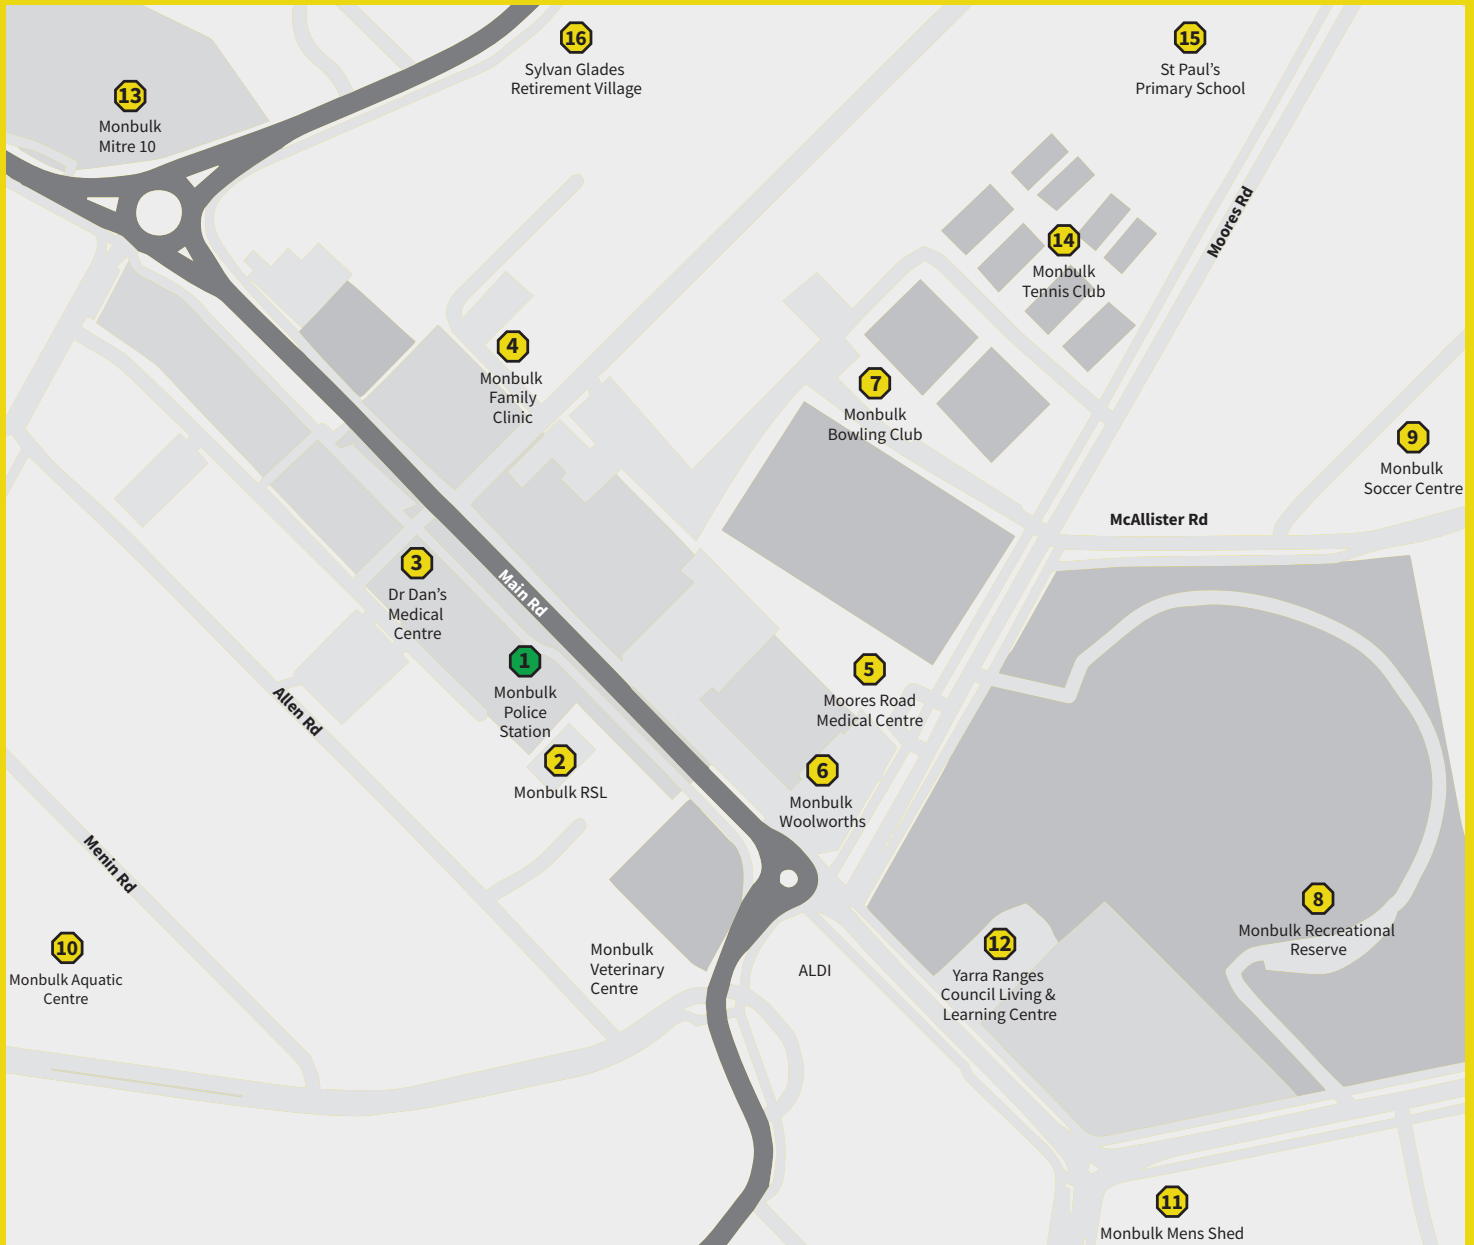 16
Sylvan Glades
Retirement Village
15
St Paul’s
Primary School
13
Monbulk
Mitre 10
Moores Rd
14
Monbulk
Tennis Club
4
Monbulk
Family
Clinic
7
Monbulk
Bowling Club
9
Monbulk
Soccer Centre
McAllister Rd
3
Dr Dan’s
Medical
Centre
Main Rd
1
Monbulk
Police
Station
5
Moores Road
Medical Centre
Allen Rd
2
Monbulk RSL
6
Monbulk
Woolworths
Menin Rd
8
Monbulk Recreational
Reserve
10
Monbulk Aquatic
Centre
Monbulk
Veterinary
Centre
ALDI
12
Yarra Ranges
Council Living &
Learning Centre
11
Monbulk Mens Shed